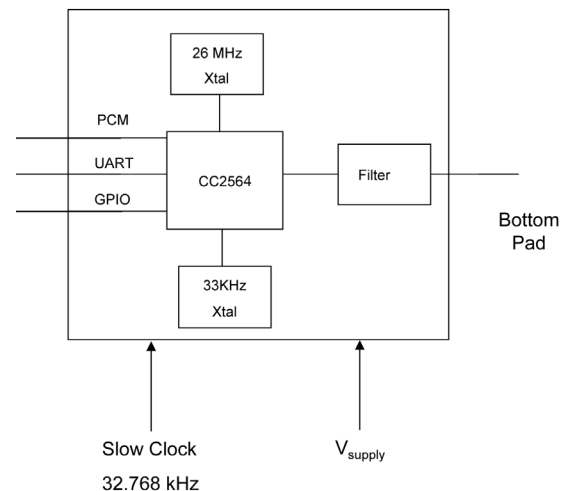 26 MHz
Xtal
PCM
UART
GPIO
CC2564
Filter
Bottom
Pad
33KHz
Xtal
Slow Clock
32.768 kHz
Vsupply